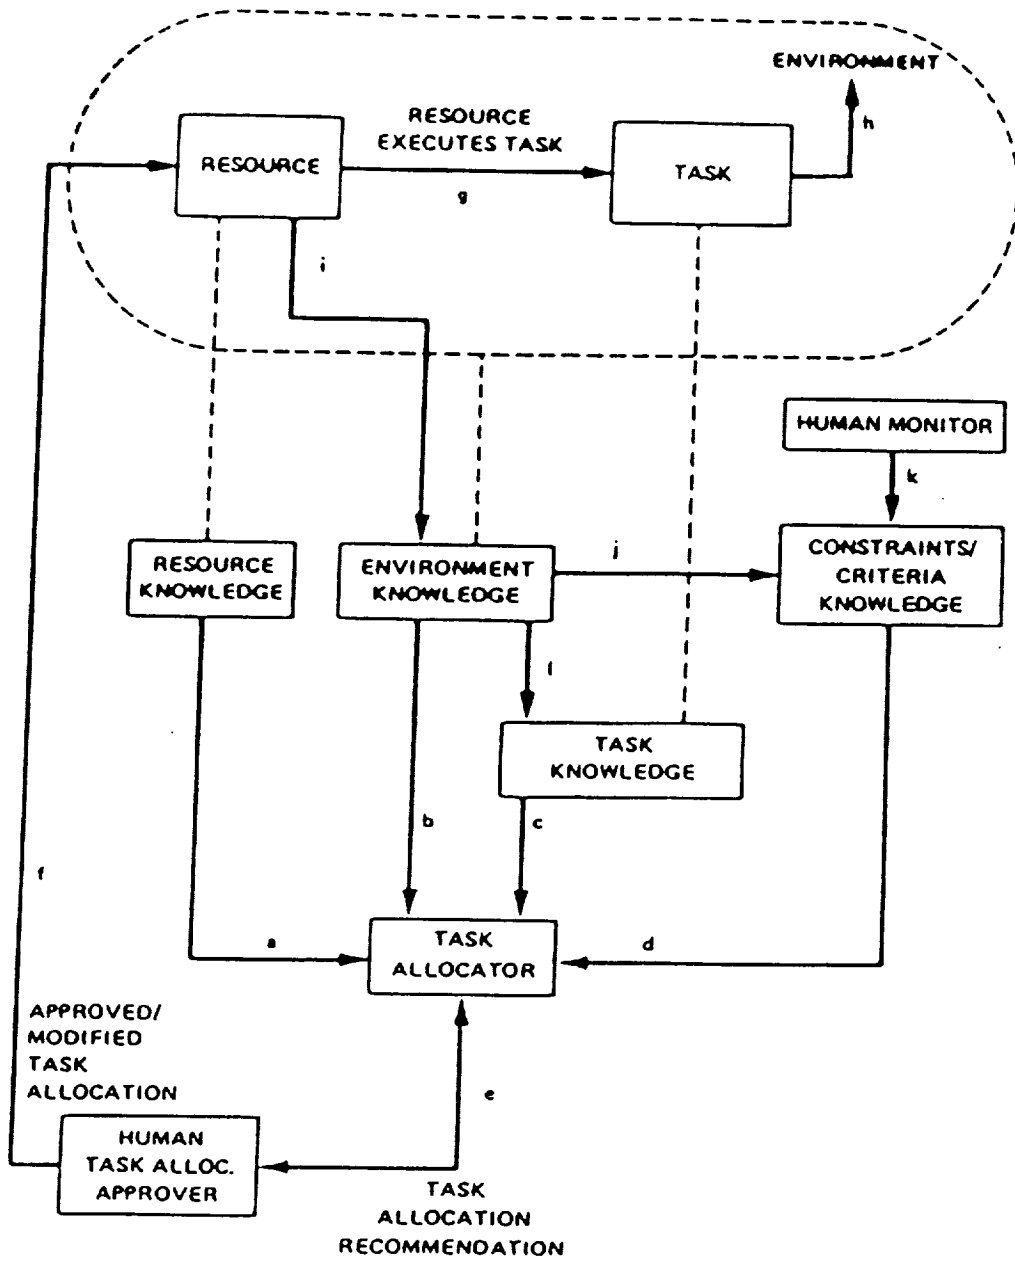 ENVIRONMENT
h
RESOURCE
EXECUTES TASK
RESOURCE
TASK
g
i
HUMAN MONITOR
k
RESOURCE
KNOWLEDGE
ENVIRONMENT
KNOWLEDGE
j
CONSTRAINTS/
CRITERIA
KNOWLEDGE
l
TASK
KNOWLEDGE
b
c
f
a
TASK
ALLOCATOR
d
APPROVED/
MODIFIED
TASK
ALLOCATION
e
HUMAN
TASK ALLOC.
APPROVER
TASK
ALLOCATION
RECOMMENDATION